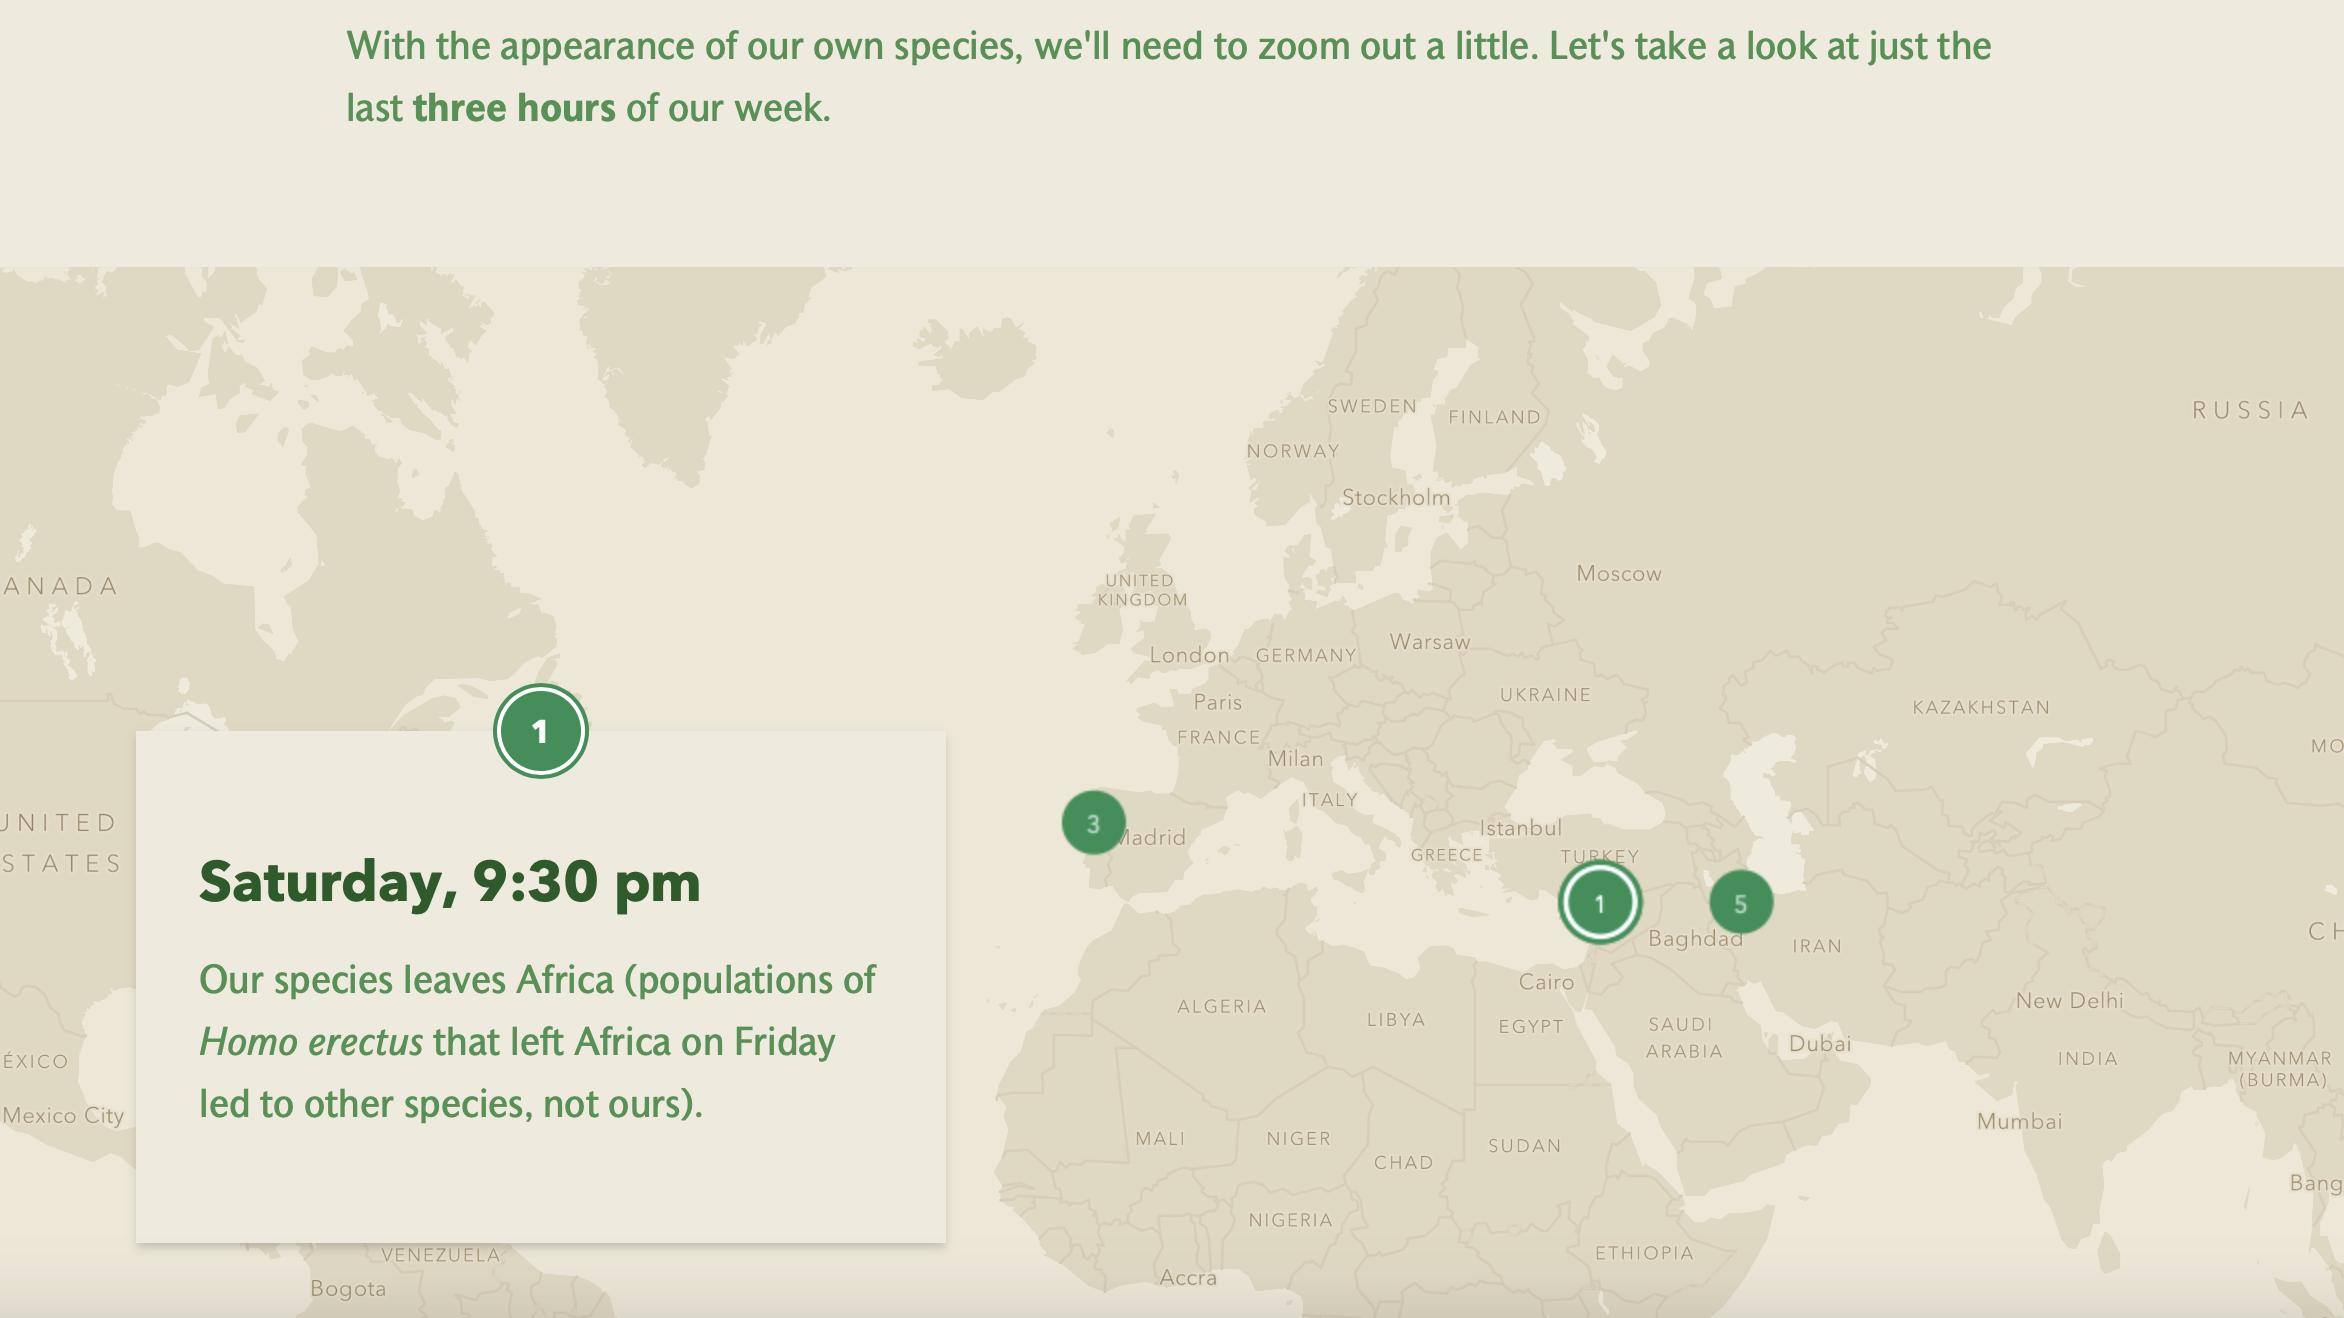 With the appearance of our own species, we'll need to zoom out a little. Let's take a look at just the
last three hours of our week.
SWEDEN
FINLAND
RUSSIA
NORWAY
Stockholm
ANADA
UNITED
KINGDOM
Moscow
London
GERMANY
Warsaw
Paris
UKRAINE
FRANCE
KAZAKHSTAN
Milan
MO
1
ITALY
UNITED
STATES
3
Madrid
Istanbul
GREECE
TURKEY
1
5
Saturday, 9:30 pm
Our species leaves Africa (populations of
Homo erectus that left Africa on Friday
led to other species, not ours).
Baghdad
IRAN
CH
Cairo
ALGERIA
LIBYA
EGYPT
SAUDI
ARABIA
New Delhi
Dubai
INDIA
MYANMAR
(BURMA)
ÉXICO
Mexico City
Mumbai
MALI
NIGER
CHAD
SUDAN
Bang
NIGERIA
ETHIOPIA
VENEZUELA
Bogota
Accra